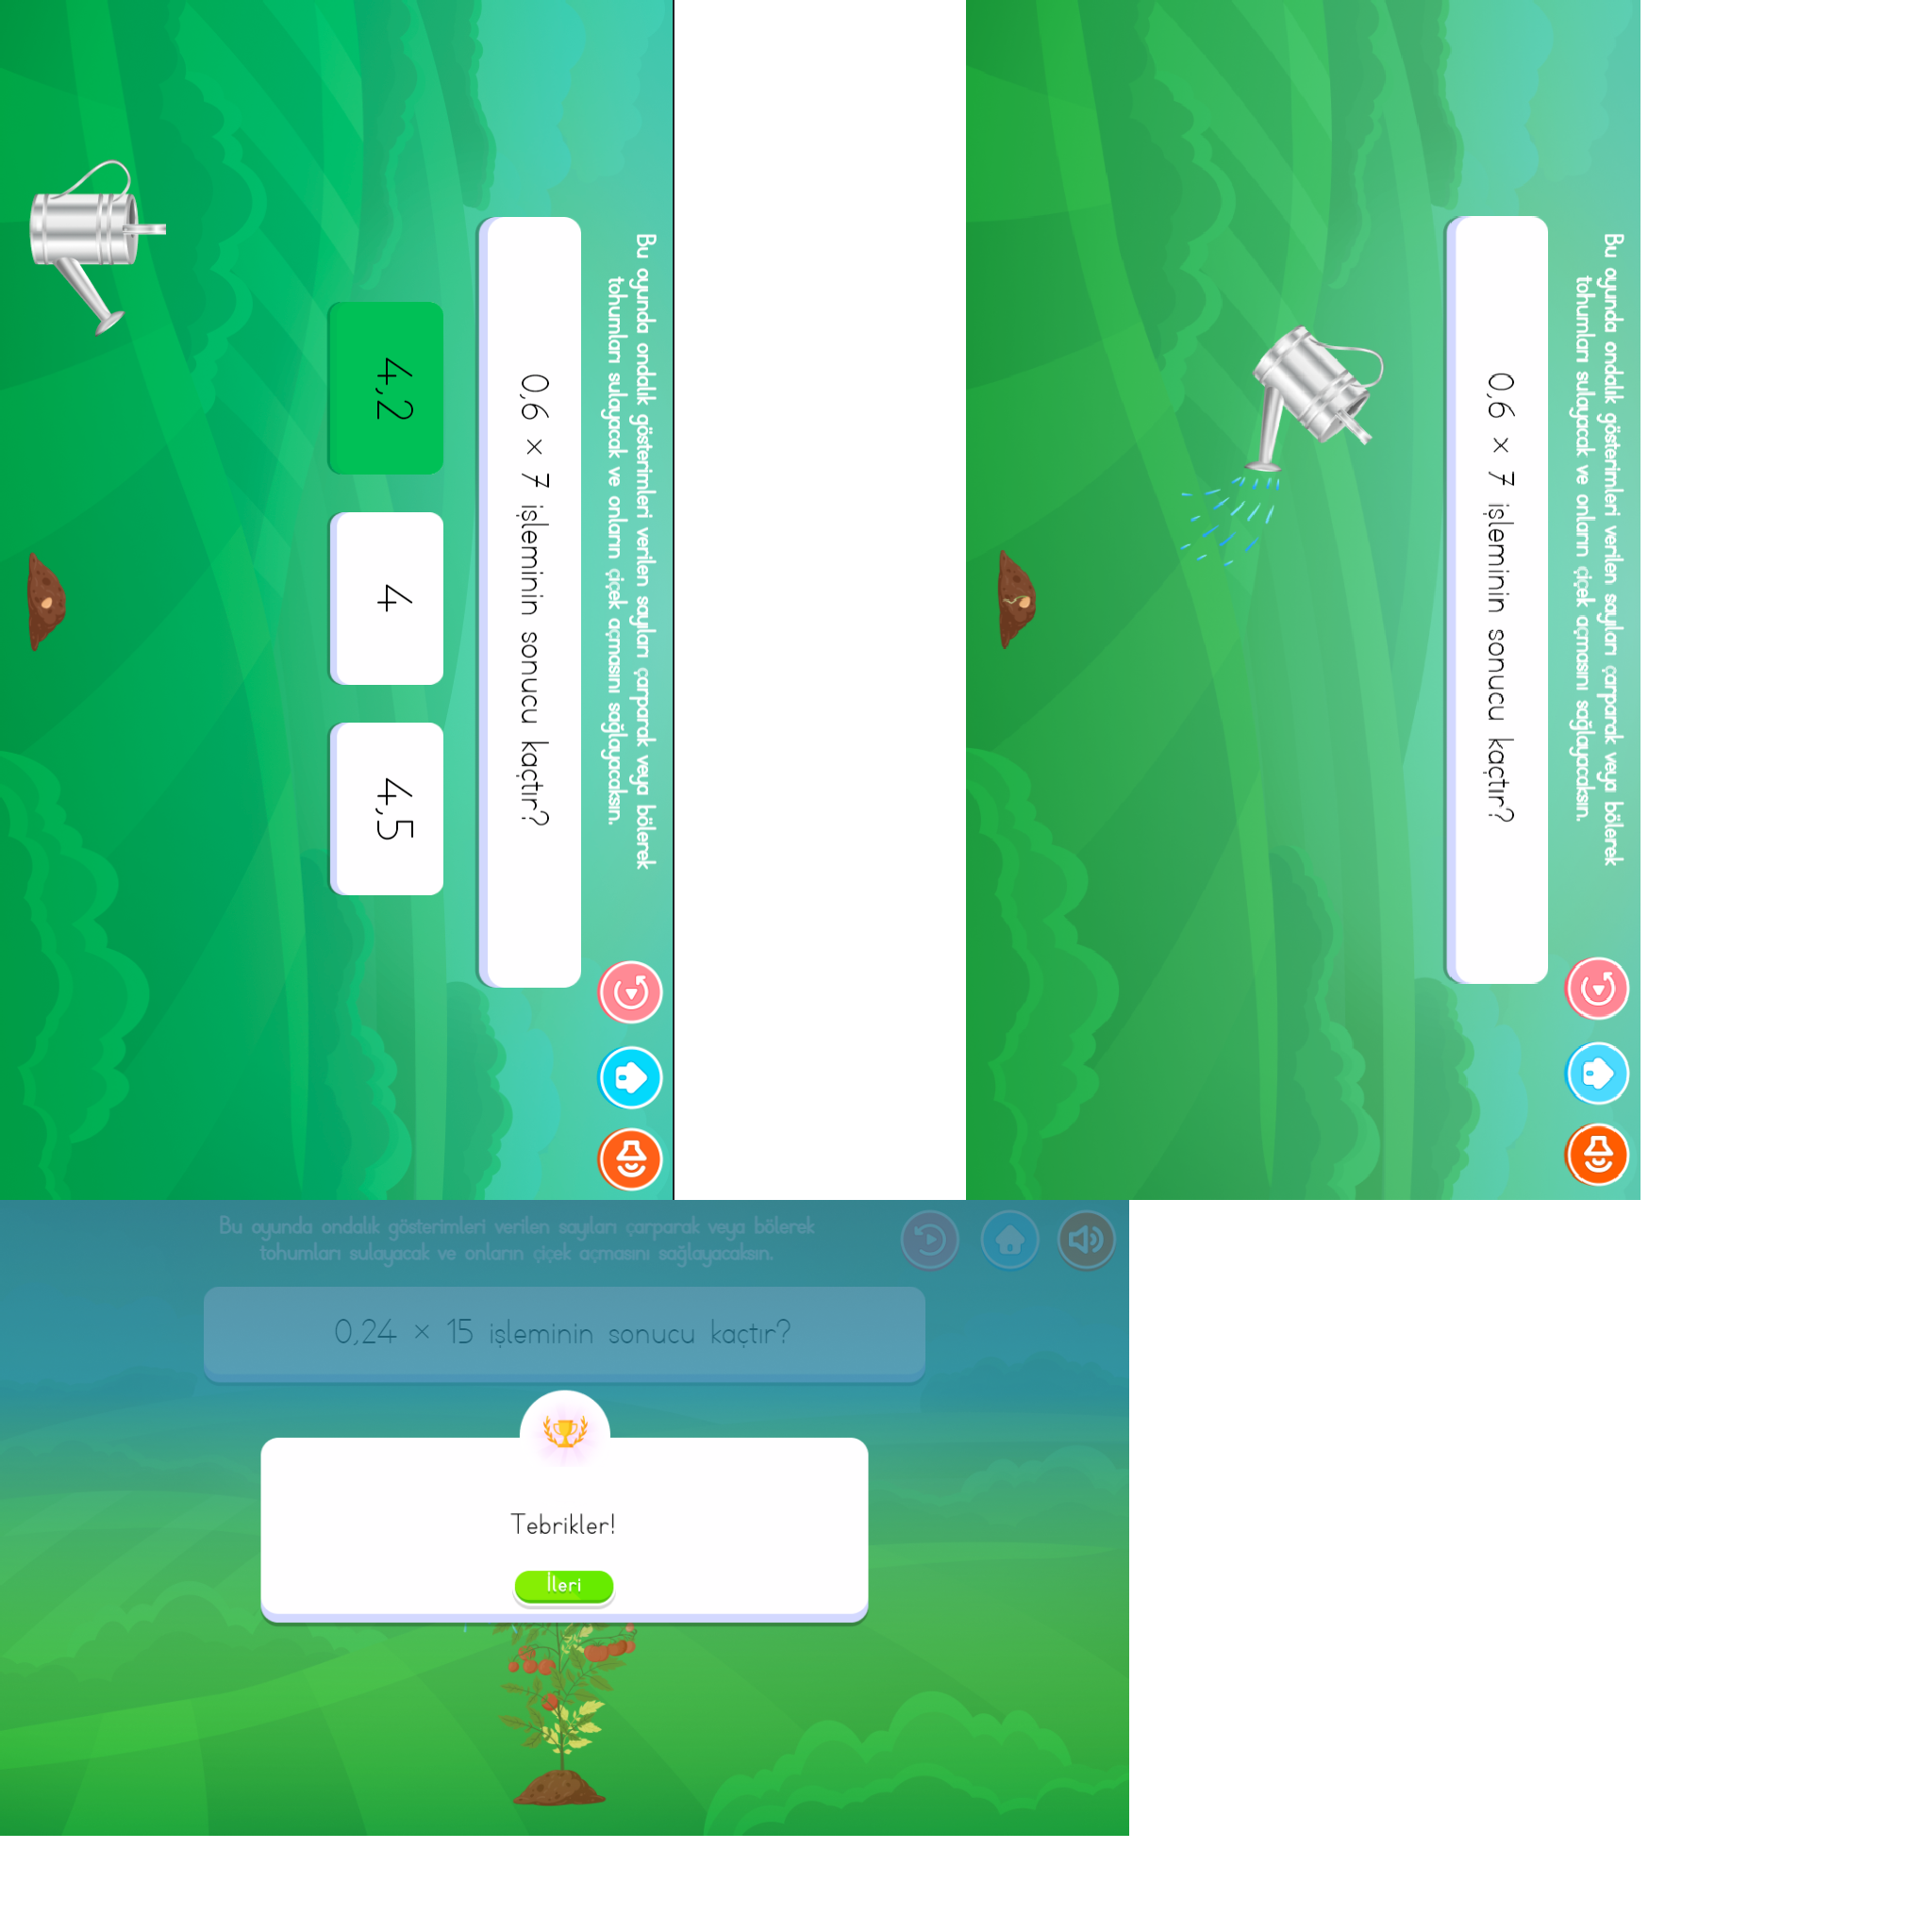 Bu oyunda ondalık gösterimleri verilen sayıları çarparak veya bölerek
tohumları sulayacak ve onların çiçek açmasını sağlayacaksın.
0,6 × 7 işleminin sonucu kaçtır?
4,2
4
4,5
Bu oyunda ondalık gösterimleri verilen sayıları çarparak veya bölerek
tohumları sulayacak ve onların çiçek açmasını sağlayacaksın.
0,6 × 7 işleminin sonucu kaçtır?
Bu oyunda ondalık gösterimleri verilen sayıları çarparak veya bölerek
tohumları sulayacak ve onların çiçek açmasını sağlayacaksın.
0,24 × 15 işleminin sonucu kaçtır?
Tebrikler!
İleri